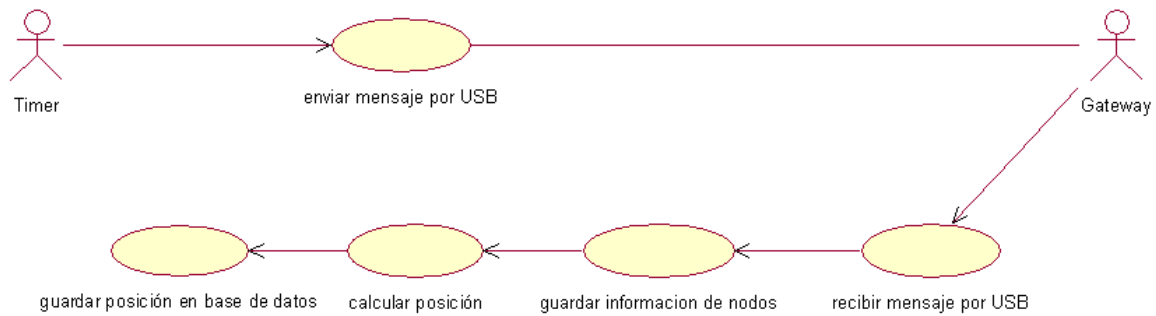 Timer
enviar mensaje por USB
Gateway
guardar posición en base de datos
calcular posición
guardar informacion de nodos
recibir mensaje por USB